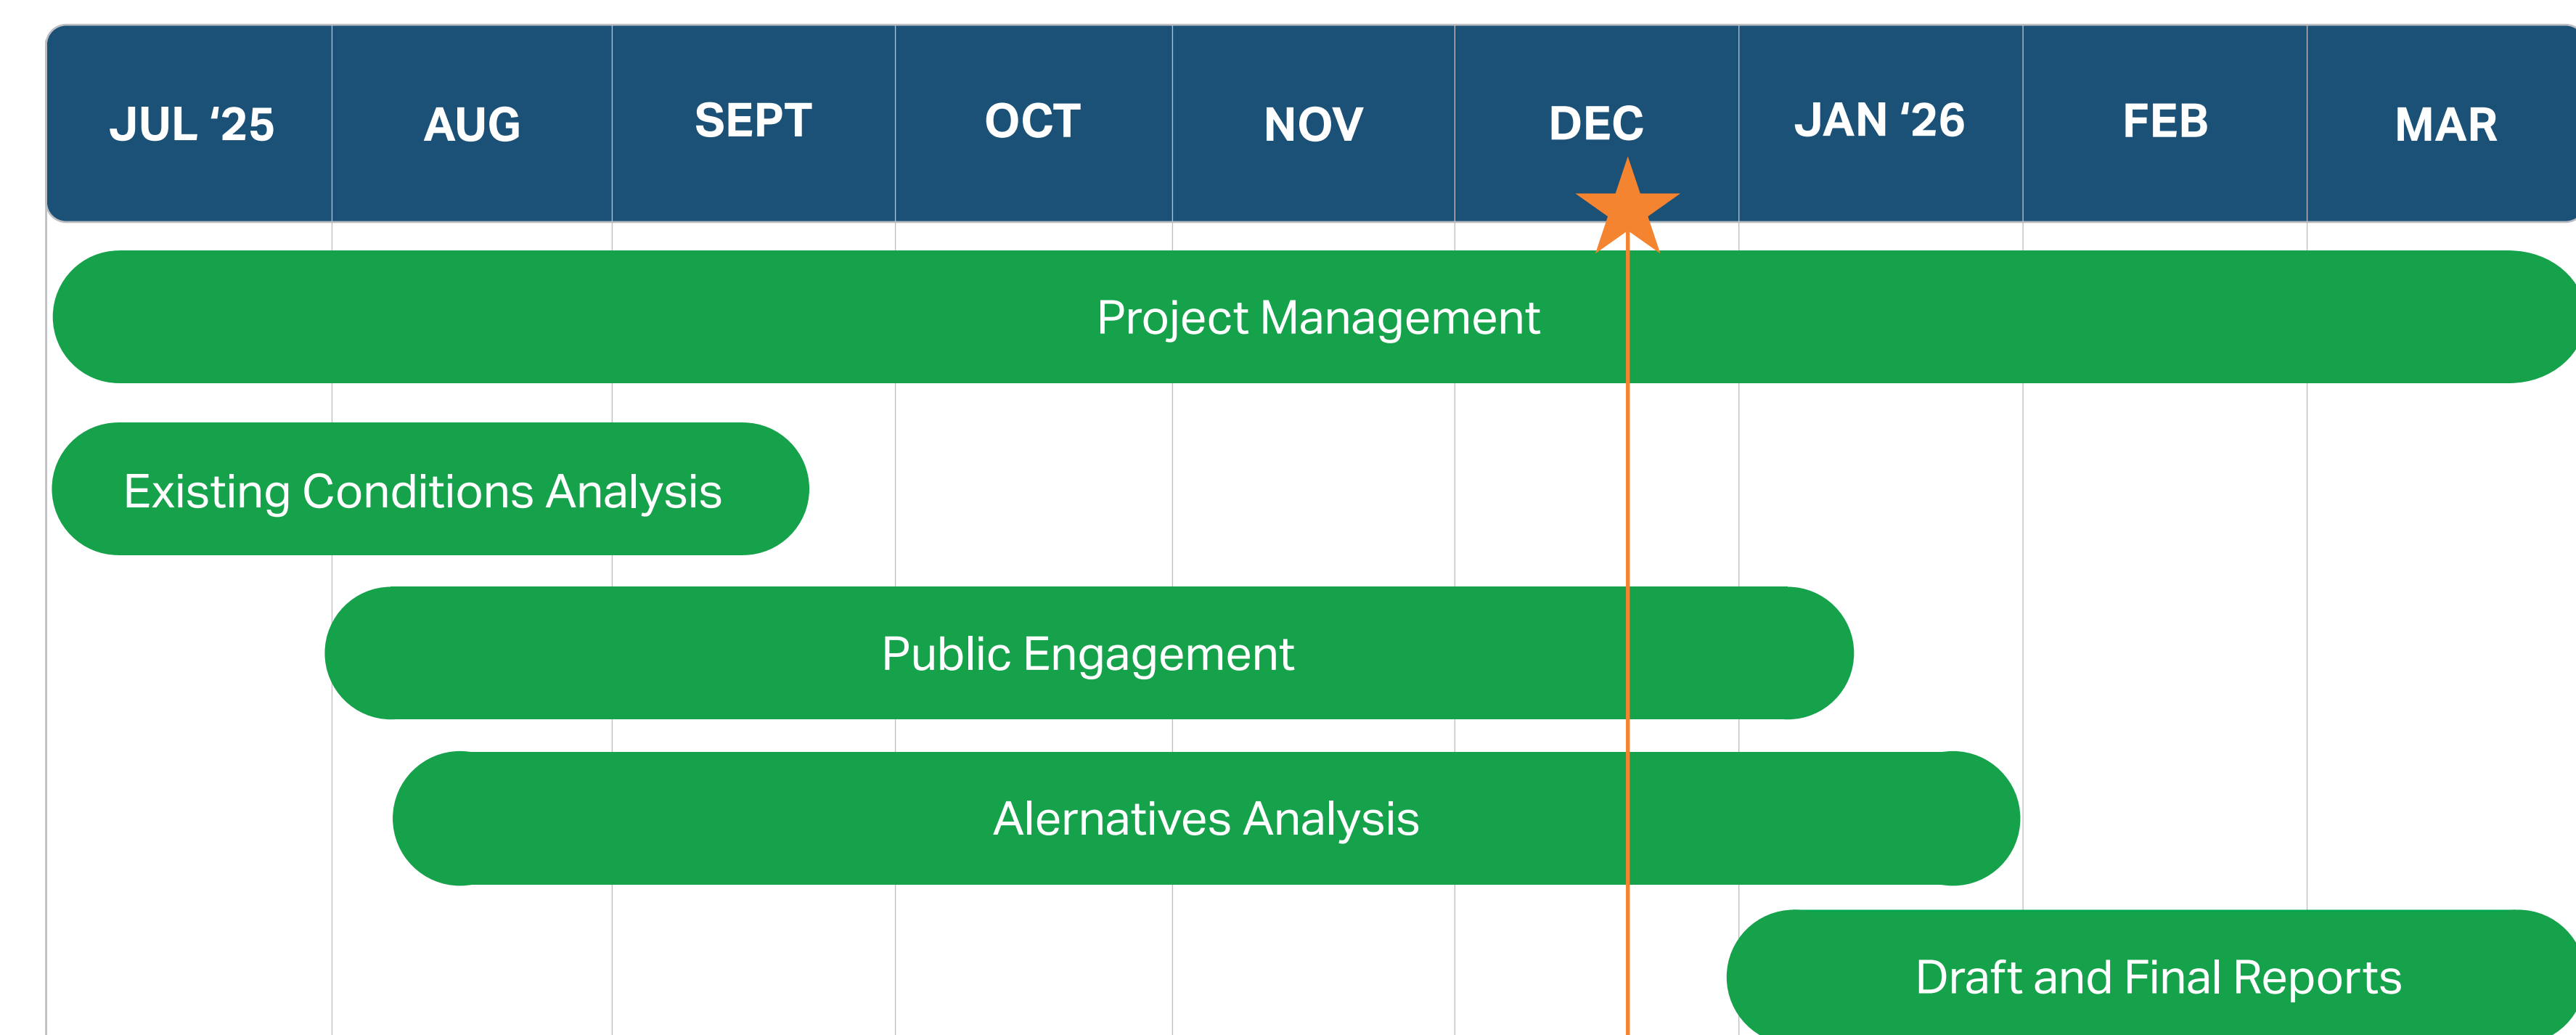 JUL ‘25 AUG SEPT OCT NOV DEC JAN ‘26 FEB MAR
Project Management
Existing Conditions Analysis
Public Engagement
Alernatives Analysis
Draft and Final Reports